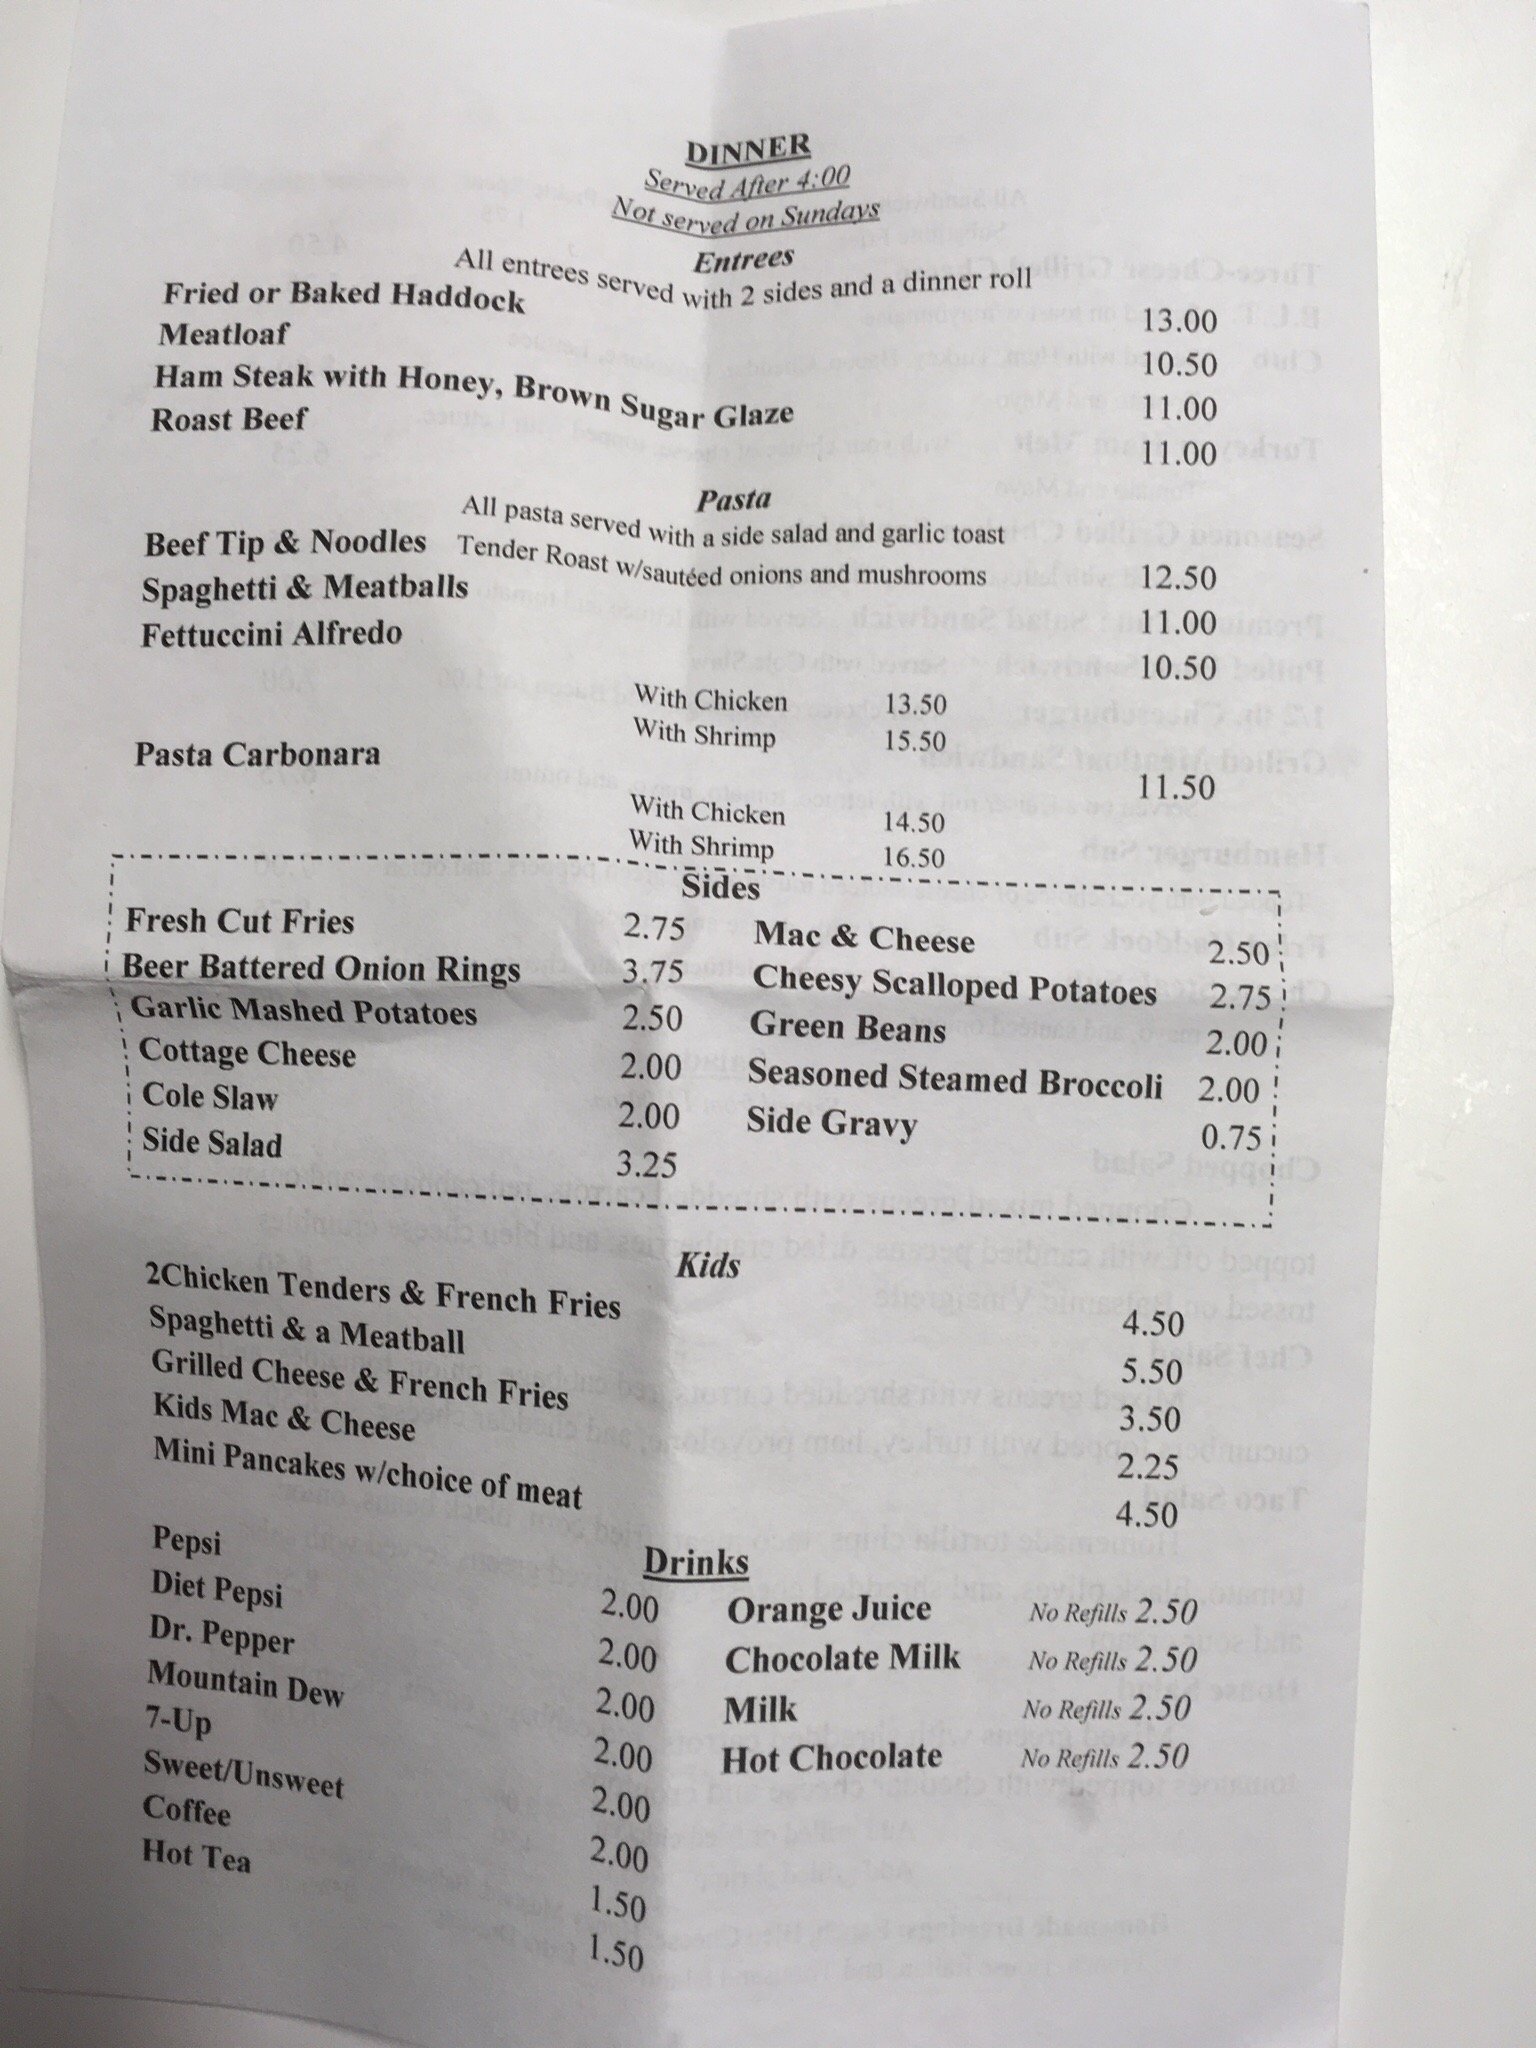 DINNER
Served After 4:00
Not served on Sundays
Entrees
All entrees served with 2 sides and a dinner roll
Fried or Baked Haddock 13.00
Meatloaf 10.50
Ham Steak with Honey, Brown Sugar Glaze 11.00
Roast Beef 11.00
Pasta
All pasta served with a side salad and garlic toast
Beef Tip & Noodles Tender Roast w/sautéed onions and mushrooms 12.50
Spaghetti & Meatballs 11.00
Fettuccini Alfredo 10.50
With Chicken 13.50
With Shrimp 15.50
Pasta Carbonara 11.50
With Chicken 14.50
With Shrimp 16.50
Sides
Fresh Cut Fries 2.75 Mac & Cheese 2.50
Beer Battered Onion Rings 3.75 Cheesy Scalloped Potatoes 2.75
Garlic Mashed Potatoes 2.50 Green Beans 2.00
Cottage Cheese 2.00 Seasoned Steamed Broccoli 2.00
Cole Slaw 2.00 Side Gravy 0.75
Side Salad 3.25
Kids
2Chicken Tenders & French Fries 4.50
Spaghetti & a Meatball 5.50
Grilled Cheese & French Fries 3.50
Kids Mac & Cheese 2.25
Mini Pancakes w/choice of meat 4.50
Drinks
Pepsi 2.00 Orange Juice No Refills 2.50
Diet Pepsi 2.00 Chocolate Milk No Refills 2.50
Dr. Pepper 2.00 Milk No Refills 2.50
Mountain Dew 2.00 Hot Chocolate No Refills 2.50
7-Up 2.00
Sweet/Unsweet 2.00
Coffee 1.50
Hot Tea 1.50